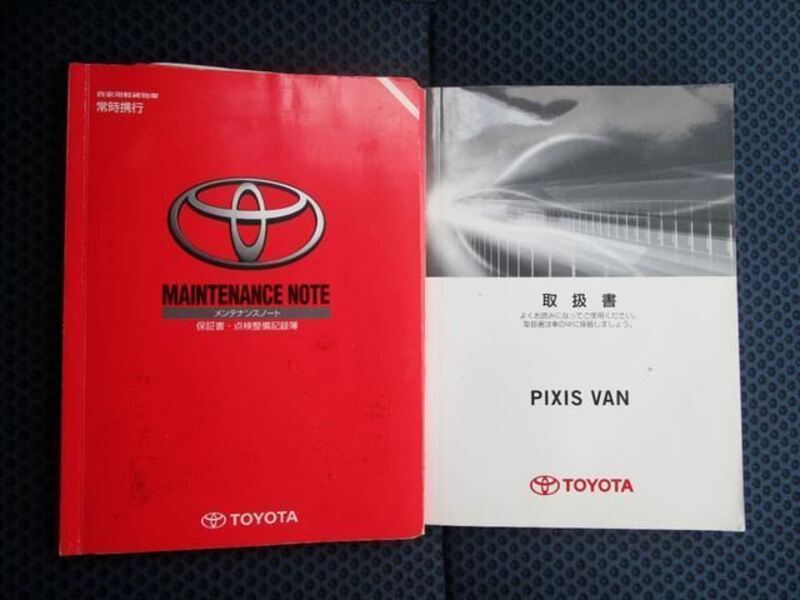 自家用軽貨物車
常時携行
MAINTENANCE NOTE
メンテナンスノート
保証書・点検整備記録簿
TOYOTA
取扱書
よくお読みになってご使用ください。
取扱書は車の中に保管しましょう。
PIXIS VAN
TOYOTA